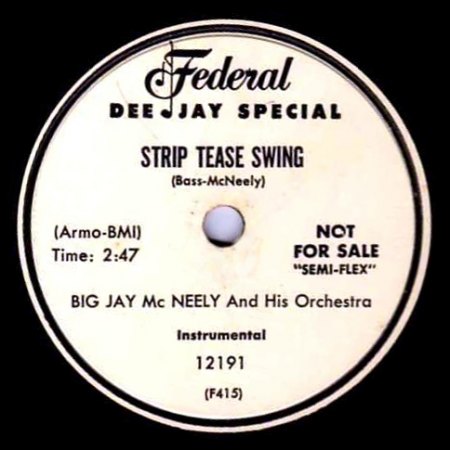 Federal
DEE JAY SPECIAL
STRIP TEASE SWING
(Bass-McNeely)
(Armo-BMI)
Time: 2:47
NOT
FOR SALE
"SEMI-FLEX"
BIG JAY Mc NEELY And His Orchestra
Instrumental
12191
(F415)